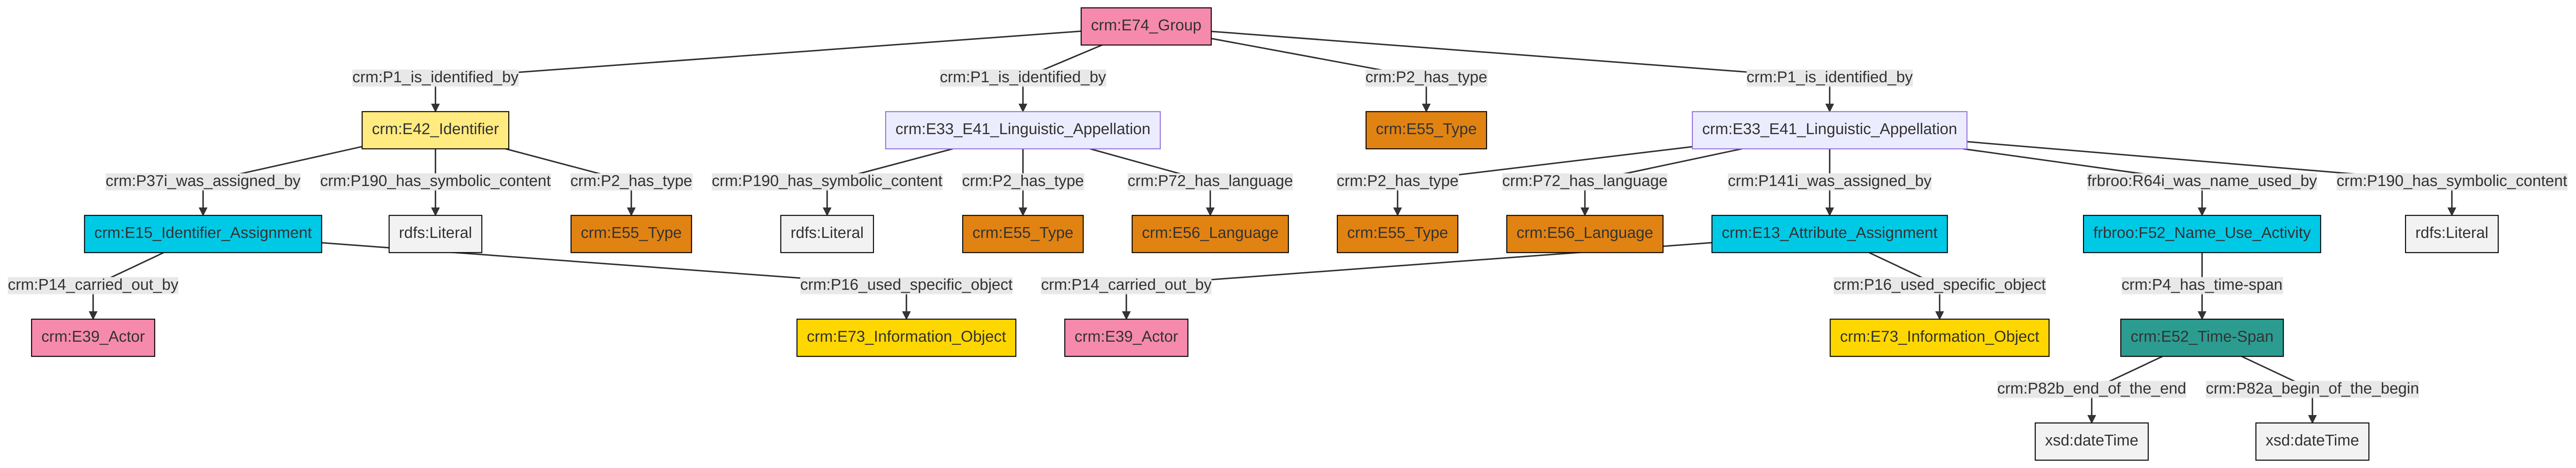 crm:E74_Group
crm:P1_is_identified_by
crm:P1_is_identified_by
crm:P2_has_type
crm:P1_is_identified_by
crm:E42_Identifier
crm:E33_E41_Linguistic_Appellation
crm:E55_Type
crm:E33_E41_Linguistic_Appellation
crm:P37i_was_assigned_by
crm:P190_has_symbolic_content
crm:P2_has_type
crm:P190_has_symbolic_content
crm:P2_has_type
crm:P72_has_language
crm:P2_has_type
crm:P72_has_language
crm:P141i_was_assigned_by
frbroo:R64i_was_name_used_by
crm:P190_has_symbolic_content
crm:E15_Identifier_Assignment
rdfs:Literal
crm:E55_Type
rdfs:Literal
crm:E55_Type
crm:E56_Language
crm:E55_Type
crm:E56_Language
crm:E13_Attribute_Assignment
frbroo:F52_Name_Use_Activity
rdfs:Literal
crm:P14_carried_out_by
crm:P16_used_specific_object
crm:P14_carried_out_by
crm:P16_used_specific_object
crm:P4_has_time-span
crm:E39_Actor
crm:E73_Information_Object
crm:E39_Actor
crm:E73_Information_Object
crm:E52_Time-Span
crm:P82b_end_of_the_end
crm:P82a_begin_of_the_begin
xsd:dateTime
xsd:dateTime